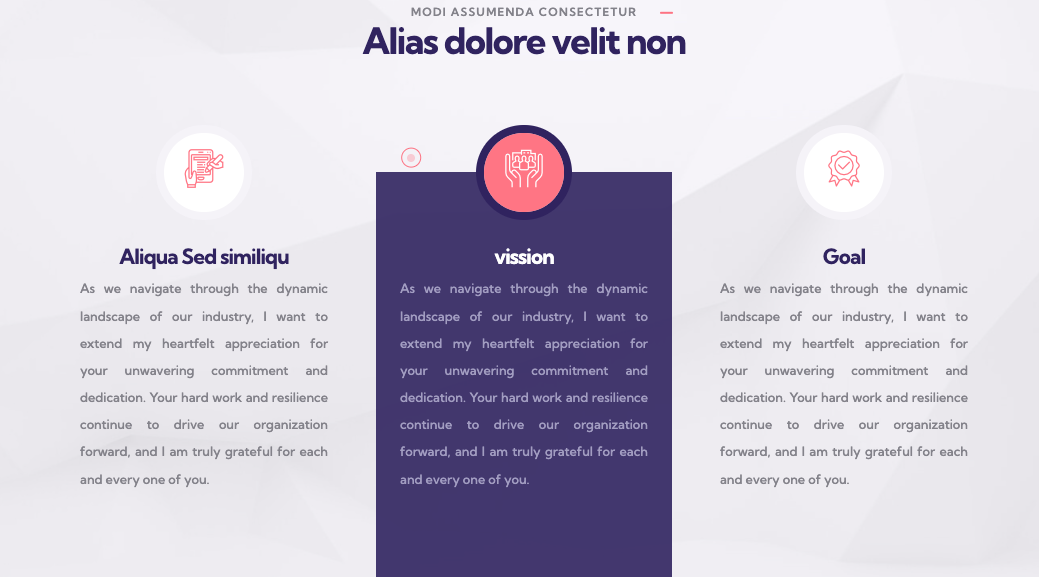 MODI ASSUMENDA CONSECTETUR
Alias dolore velit non
Aliqua Sed similiqu
As we navigate through the dynamic
landscape of our industry, I want to
extend my heartfelt appreciation for
your unwavering commitment and
dedication. Your hard work and resilience
continue to drive our organization
forward, and I am truly grateful for each
and every one of you.
vission
As we navigate through the dynamic
landscape of our industry, I want to
extend my heartfelt appreciation for
your unwavering commitment and
dedication. Your hard work and resilience
continue to drive our organization
forward, and I am truly grateful for each
and every one of you.
Goal
As we navigate through the dynamic
landscape of our industry, I want to
extend my heartfelt appreciation for
your unwavering commitment and
dedication. Your hard work and resilience
continue to drive our organization
forward, and I am truly grateful for each
and every one of you.